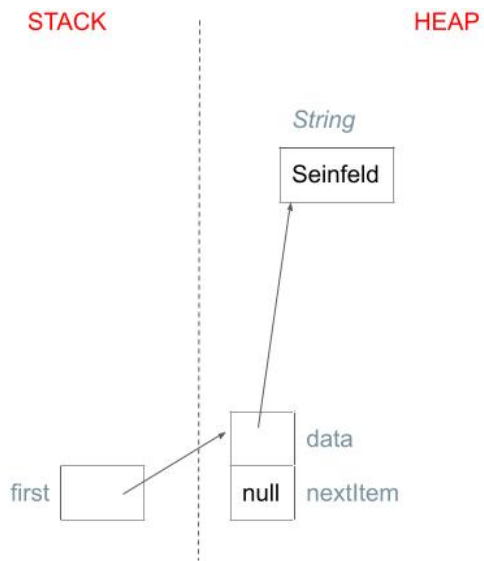 STACK
HEAP
String
Seinfeld
data
first
null
nextItem